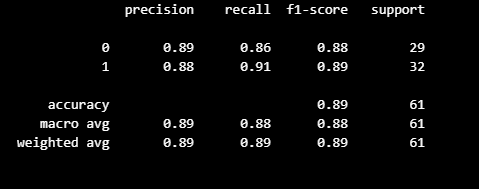 precision recall f1-score support
0 0.89 0.86 0.88 29
1 0.88 0.91 0.89 32
accuracy 0.89 61
macro avg 0.89 0.88 0.88 61
weighted avg 0.89 0.89 0.89 61